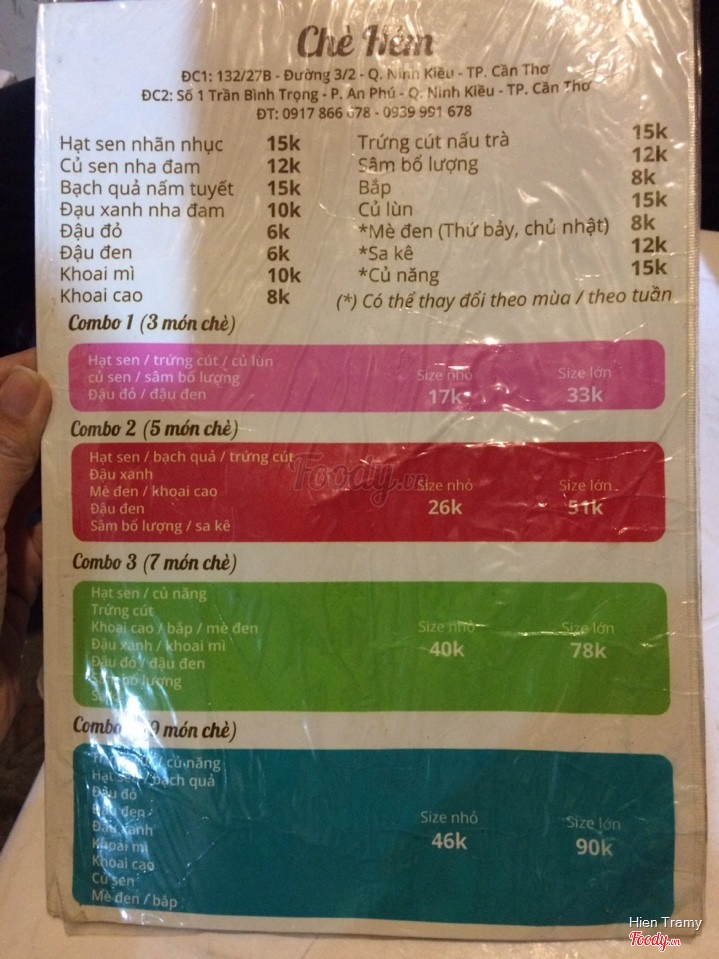 Chè Hẻm
ĐC1: 132/27B - Đường 3/2 - Q. Ninh Kiều - TP. Cần Thơ
ĐC2: Số 1 Trần Bình Trọng - P. An Phú - Q. Ninh Kiều - TP. Cần Thơ
ĐT: 0917 866 678 - 0939 991 678
Hạt sen nhãn nhục 15k
Củ sen nha đam 12k
Bạch quả nấm tuyết 15k
Đậu xanh nha đam 10k
Đậu đỏ 6k
Đậu đen 6k
Khoai mì 10k
Khoai cao 8k
Trứng cút nấu trà 15k
Sâm bổ lượng 12k
Bắp 8k
Củ lùn 15k
*Mè đen (Thứ bảy, chủ nhật) 8k
*Sa kê 12k
*Củ năng 15k
(*) Có thể thay đổi theo mùa / theo tuần
Combo 1 (3 món chè)
Hạt sen / trứng cút / củ lùn
củ sen / sâm bổ lượng
Đậu đỏ / đậu đen
Size nhỏ Size lớn
17k 33k
Combo 2 (5 món chè)
Hạt sen / bạch quả / trứng cút
Đậu xanh
Mè đen / khoai cao
Đậu đen
Sâm bổ lượng / sa kê
Size nhỏ Size lớn
26k 51k
Foody.vn
Combo 3 (7 món chè)
Hạt sen / củ năng
Trứng cút
Khoai cao / bắp / mè đen
Đậu xanh / khoai mì
Đậu đỏ / đậu đen
lượng
Size nhỏ Size lớn
40k 78k
Combo món chè)
/ củ năng
Hạt sen / bạch quả
Đậu đỏ
Đậu đen
Đậu xanh
Khoai mì
Khoai cao
Củ sen
Mè đen / bắp
Size nhỏ Size lớn
46k 90k
Hien Tramy
Foody.vn